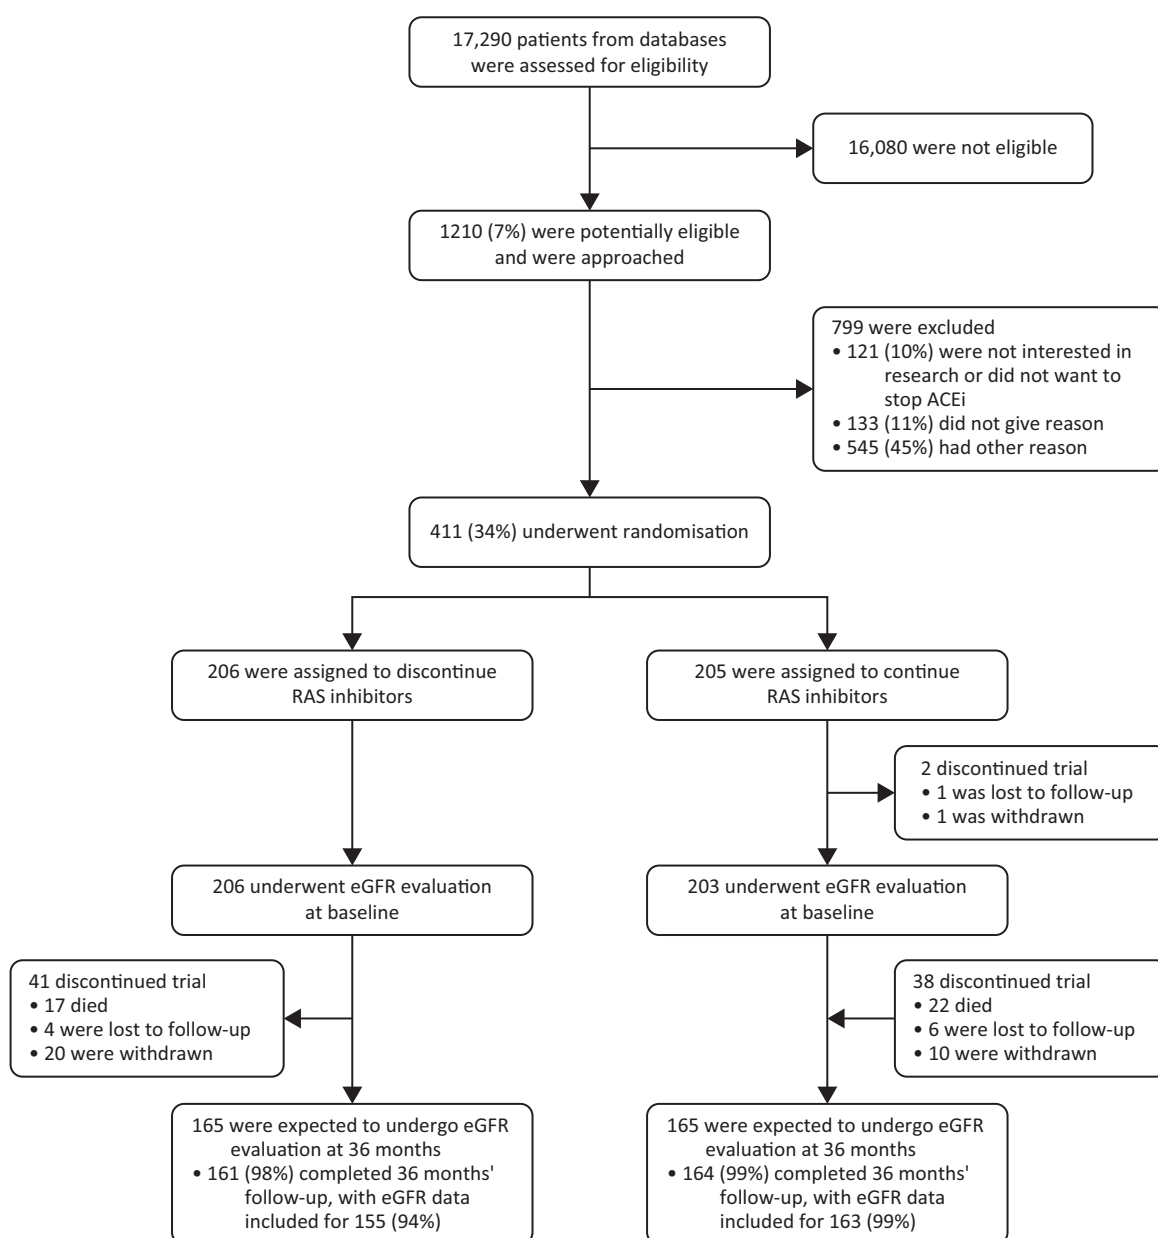 17,290 patients from databases
were assessed for eligibility
16,080 were not eligible
1210 (7%) were potentially eligible
and were approached
799 were excluded
• 121 (10%) were not interested in
research or did not want to
stop ACEi
• 133 (11%) did not give reason
• 545 (45%) had other reason
411 (34%) underwent randomisation
206 were assigned to discontinue
RAS inhibitors
205 were assigned to continue
RAS inhibitors
2 discontinued trial
• 1 was lost to follow-up
• 1 was withdrawn
206 underwent eGFR evaluation
at baseline
203 underwent eGFR evaluation
at baseline
41 discontinued trial
• 17 died
• 4 were lost to follow-up
• 20 were withdrawn
38 discontinued trial
• 22 died
• 6 were lost to follow-up
• 10 were withdrawn
165 were expected to undergo eGFR
evaluation at 36 months
• 161 (98%) completed 36 months'
follow-up, with eGFR data
included for 155 (94%)
165 were expected to undergo eGFR
evaluation at 36 months
• 164 (99%) completed 36 months'
follow-up, with eGFR data
included for 163 (99%)